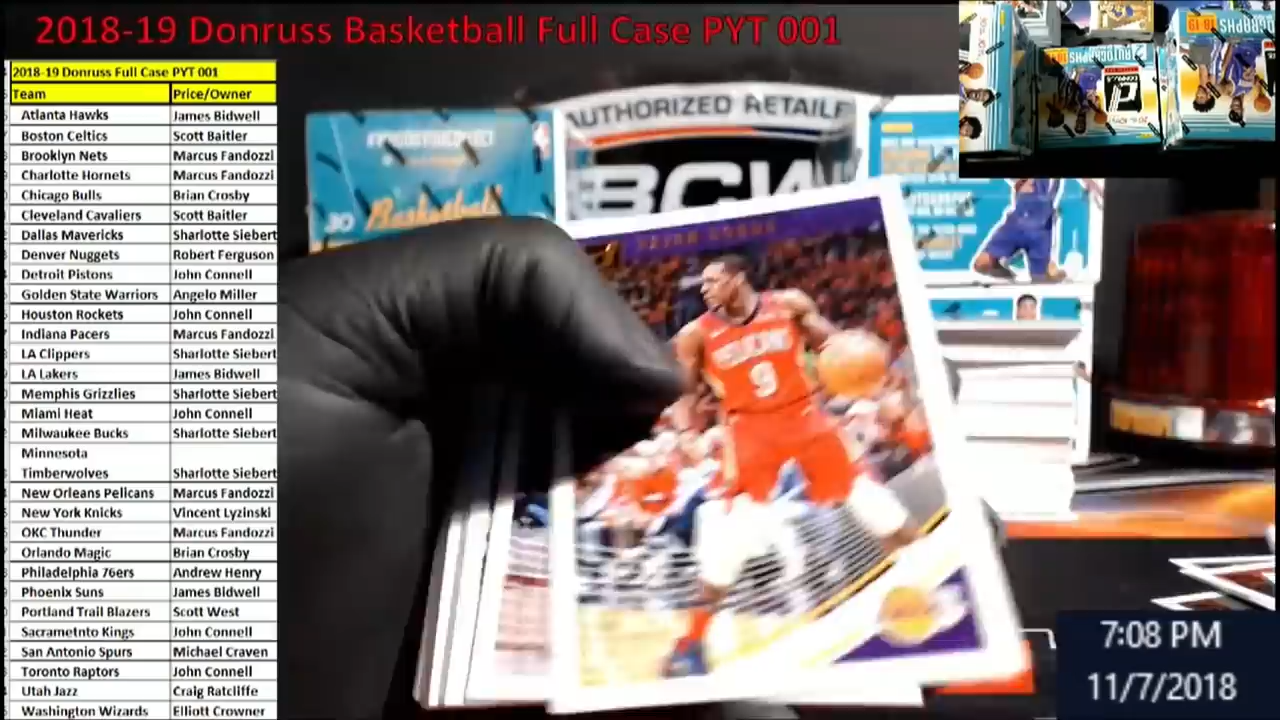 2018-19 Donruss Basketball Full Case PYT 001
2018-19 Donruss Full Case PYT 001
Team Price/Owner
Atlanta Hawks James Bidwell
Boston Celtics Scott Baitler
Brooklyn Nets Marcus Fandozzi
Charlotte Hornets Marcus Fandozzi
Chicago Bulls Brian Crosby
Cleveland Cavaliers Scott Baitler
Dallas Mavericks Sharlotte Siebert
Denver Nuggets Robert Ferguson
Detroit Pistons John Connell
Golden State Warriors Angelo Miller
Houston Rockets John Connell
Indiana Pacers Marcus Fandozzi
LA Clippers Sharlotte Siebert
LA Lakers James Bidwell
Memphis Grizzlies Sharlotte Siebert
Miami Heat John Connell
Milwaukee Bucks Sharlotte Siebert
Minnesota
Timberwolves Sharlotte Siebert
New Orleans Pelicans Marcus Fandozzi
New York Knicks Vincent Lyzinski
OKC Thunder Marcus Fandozzi
Orlando Magic Brian Crosby
Philadelphia 76ers Andrew Henry
Phoenix Suns James Bidwell
Portland Trail Blazers Scott West
Sacrametnto Kings John Connell
San Antonio Spurs Michael Craven
Toronto Raptors John Connell
Utah Jazz Craig Ratcliffe
Washington Wizards Elliott Crowner
AUTHORIZED RETAILE
BCW
30 Basketball
9
7:08 PM
11/7/2018